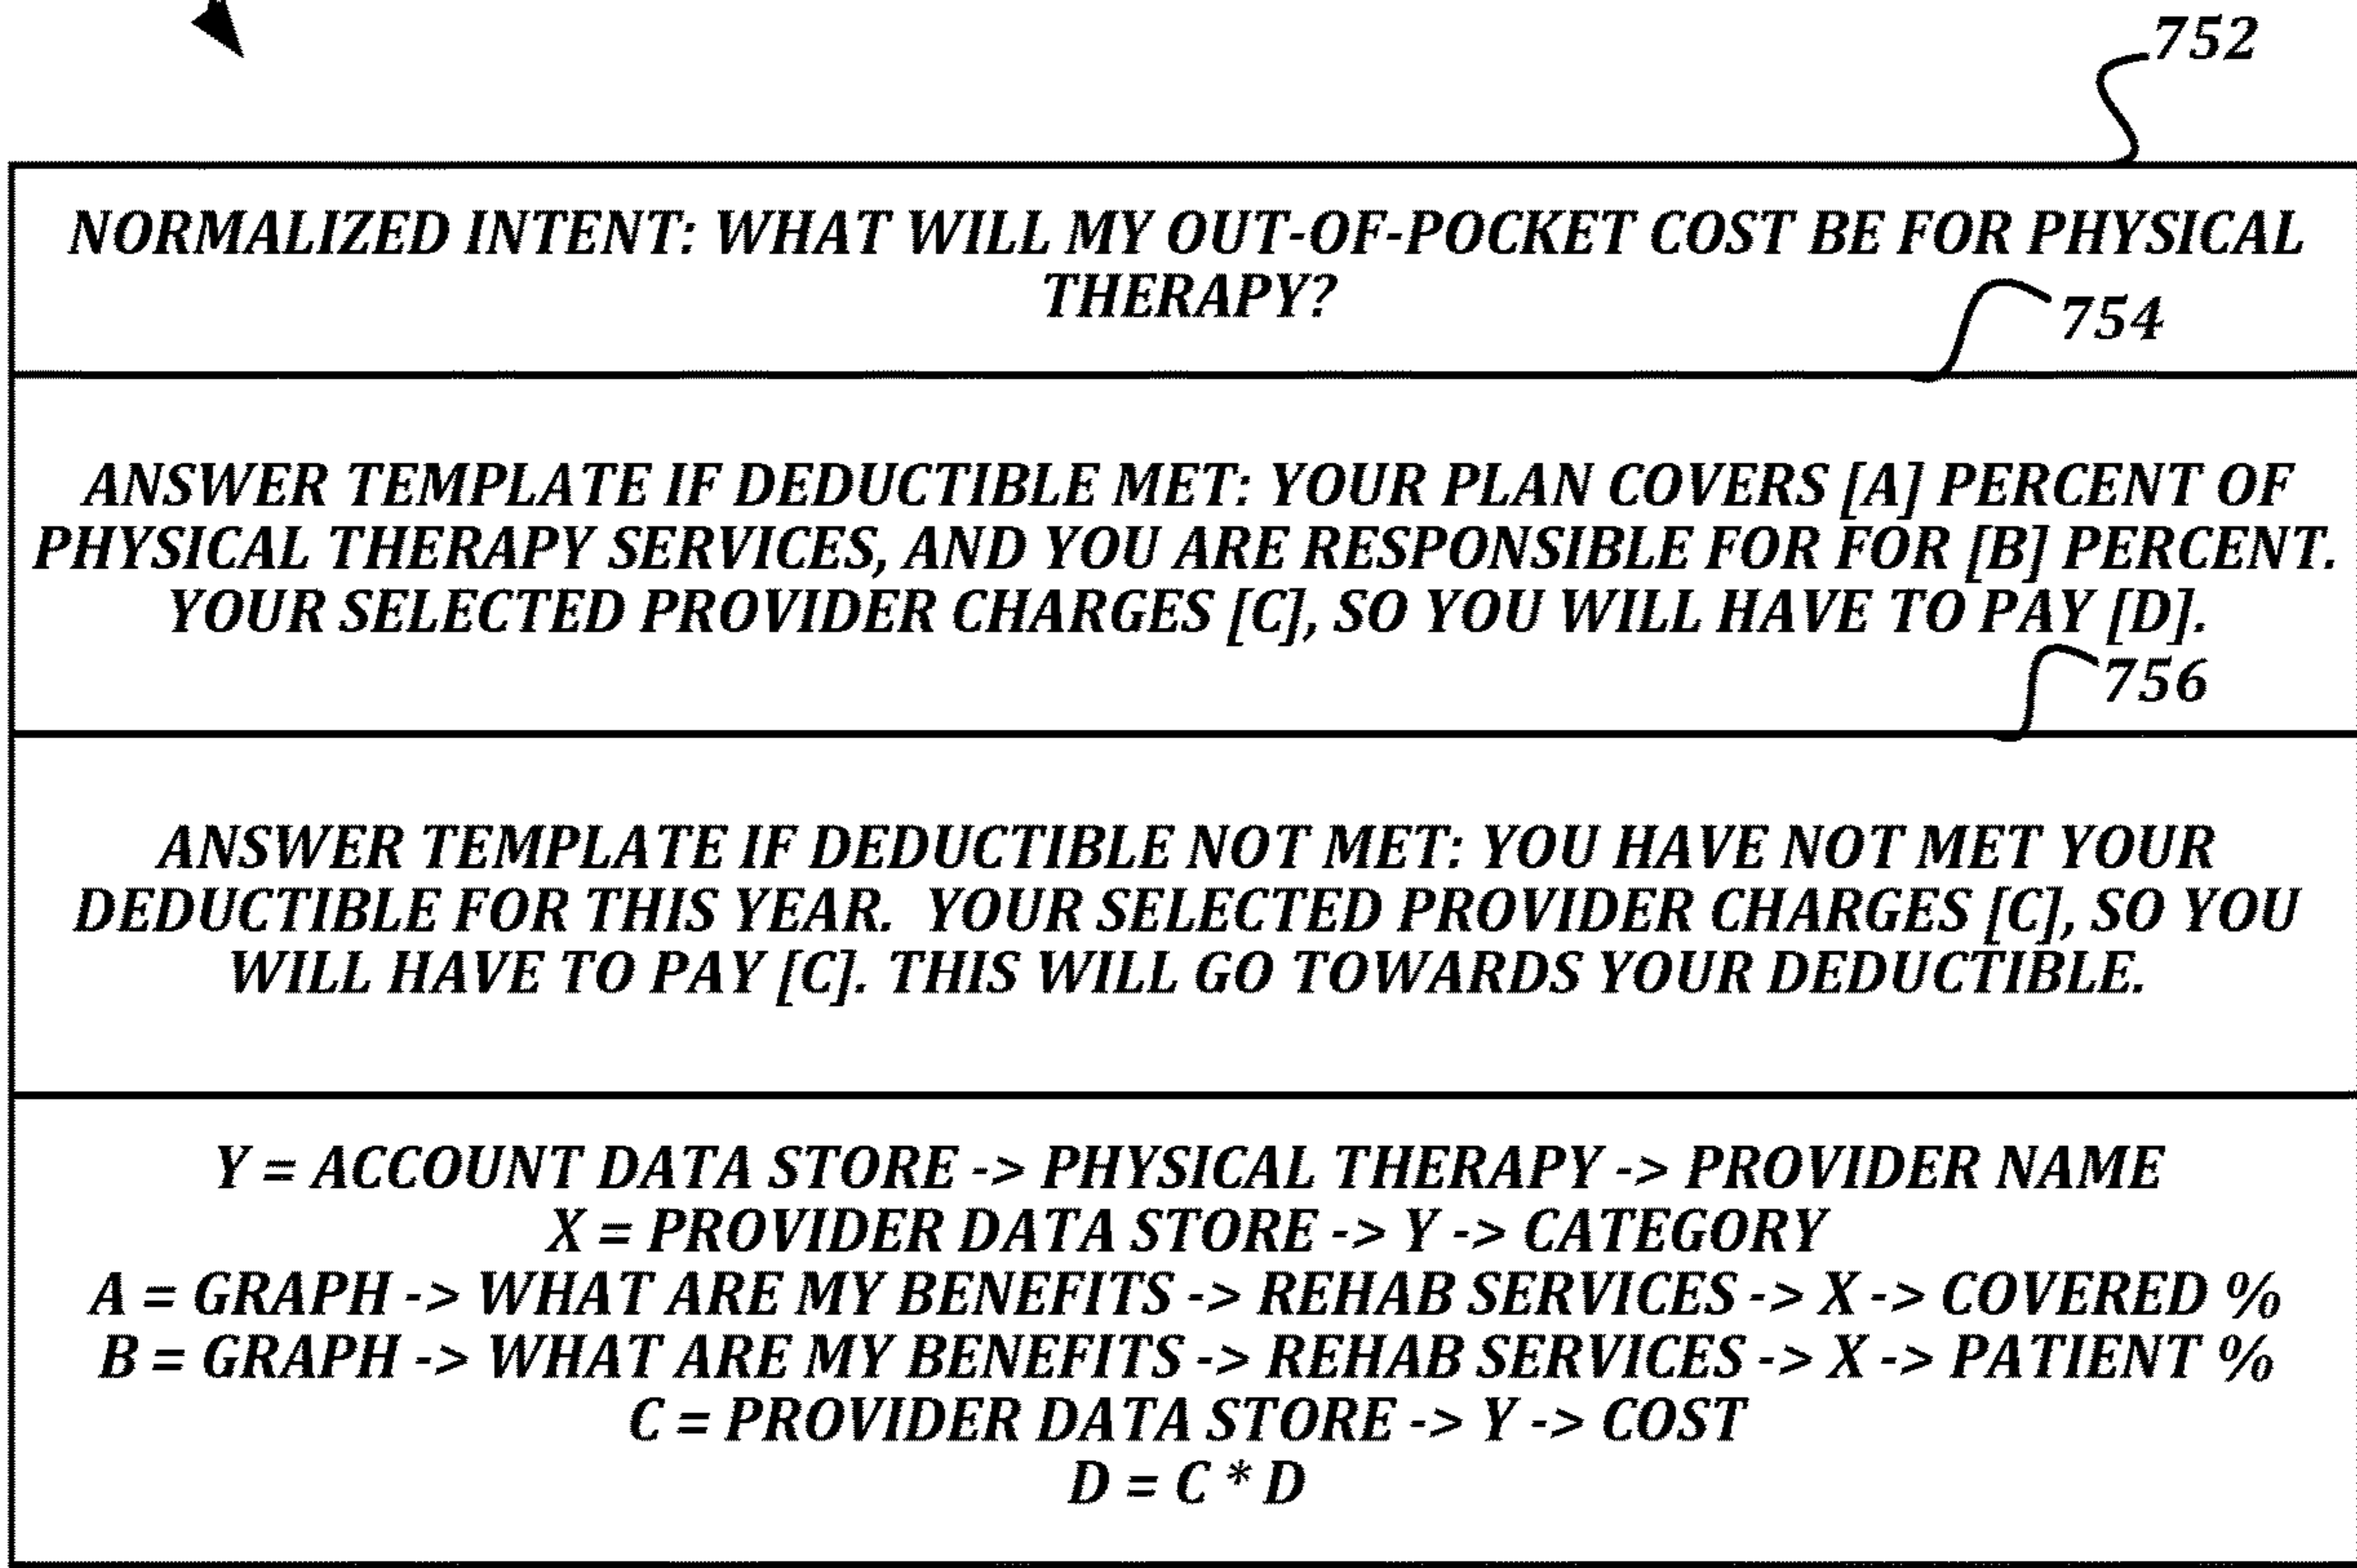 752
NORMALIZED INTENT: WHAT WILL MY OUT-OF-POCKET COST BE FOR PHYSICAL
THERAPY?
754
ANSWER TEMPLATE IF DEDUCTIBLE MET: YOUR PLAN COVERS [A] PERCENT OF
PHYSICAL THERAPY SERVICES, AND YOU ARE RESPONSIBLE FOR FOR [B] PERCENT.
YOUR SELECTED PROVIDER CHARGES [C], SO YOU WILL HAVE TO PAY [D].
756
ANSWER TEMPLATE IF DEDUCTIBLE NOT MET: YOU HAVE NOT MET YOUR
DEDUCTIBLE FOR THIS YEAR.  YOUR SELECTED PROVIDER CHARGES [C], SO YOU
WILL HAVE TO PAY [C]. THIS WILL GO TOWARDS YOUR DEDUCTIBLE.
Y = ACCOUNT DATA STORE -> PHYSICAL THERAPY -> PROVIDER NAME
X = PROVIDER DATA STORE -> Y -> CATEGORY
A = GRAPH -> WHAT ARE MY BENEFITS -> REHAB SERVICES -> X -> COVERED %
B = GRAPH -> WHAT ARE MY BENEFITS -> REHAB SERVICES -> X -> PATIENT %
C = PROVIDER DATA STORE -> Y -> COST
D = C * D